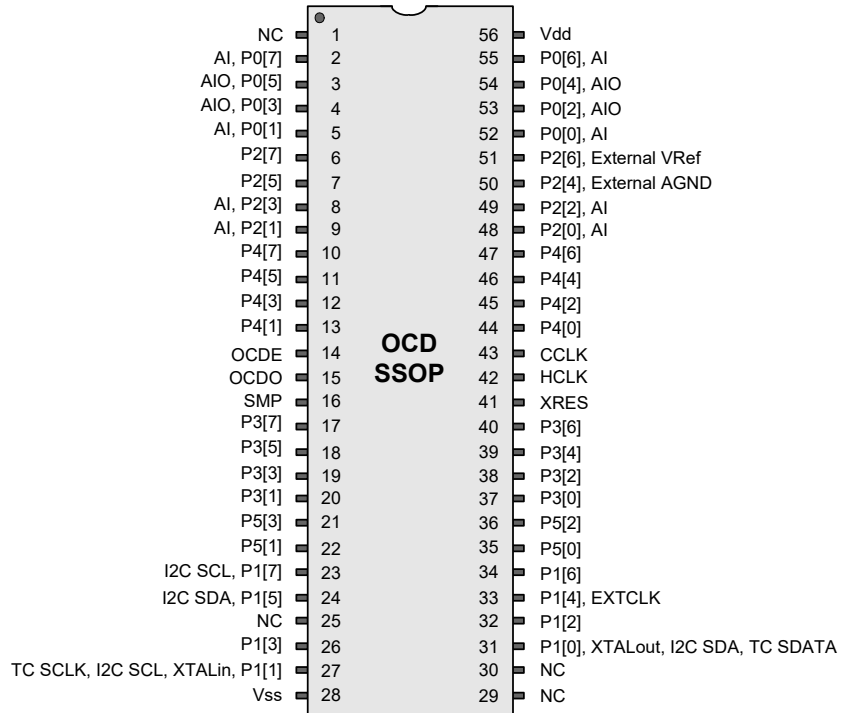 NC 1 56 Vdd
AI, P0[7] 2 55 P0[6], AI
AIO, P0[5] 3 54 P0[4], AIO
AIO, P0[3] 4 53 P0[2], AIO
AI, P0[1] 5 52 P0[0], AI
P2[7] 6 51 P2[6], External VRef
P2[5] 7 50 P2[4], External AGND
AI, P2[3] 8 49 P2[2], AI
AI, P2[1] 9 48 P2[0], AI
P4[7] 10 47 P4[6]
P4[5] 11 46 P4[4]
P4[3] 12 45 P4[2]
P4[1] 13 44 P4[0]
OCD
OCDE 14 43 CCLK
SSOP
OCDO 15 42 HCLK
SMP 16 41 XRES
P3[7] 17 40 P3[6]
P3[5] 18 39 P3[4]
P3[3] 19 38 P3[2]
P3[1] 20 37 P3[0]
P5[3] 21 36 P5[2]
P5[1] 22 35 P5[0]
I2C SCL, P1[7] 23 34 P1[6]
I2C SDA, P1[5] 24 33 P1[4], EXTCLK
NC 25 32 P1[2]
P1[3] 26 31 P1[0], XTALout, I2C SDA, TC SDATA
TC SCLK, I2C SCL, XTALin, P1[1] 27 30 NC
Vss 28 29 NC